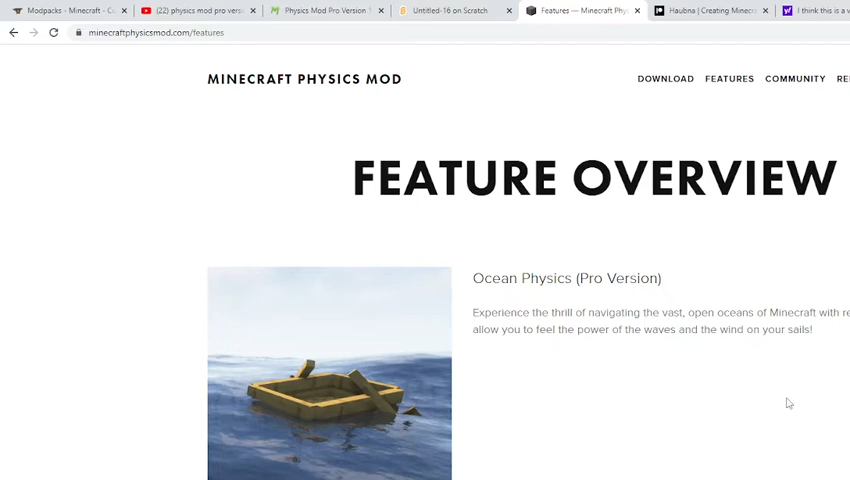 Modpacks - Minecraft - C
(22) physics mod pro versi
Physics Mod Pro Version
Untitled-16 on Scratch
Features — Minecraft Phys
Haubna | Creating Minecr
I think this is a v
minecraftphysicsmod.com/features
MINECRAFT PHYSICS MOD
DOWNLOAD
FEATURES
COMMUNITY
RE
FEATURE OVERVIEW
Ocean Physics (Pro Version)
Experience the thrill of navigating the vast, open oceans of Minecraft with re
allow you to feel the power of the waves and the wind on your sails!